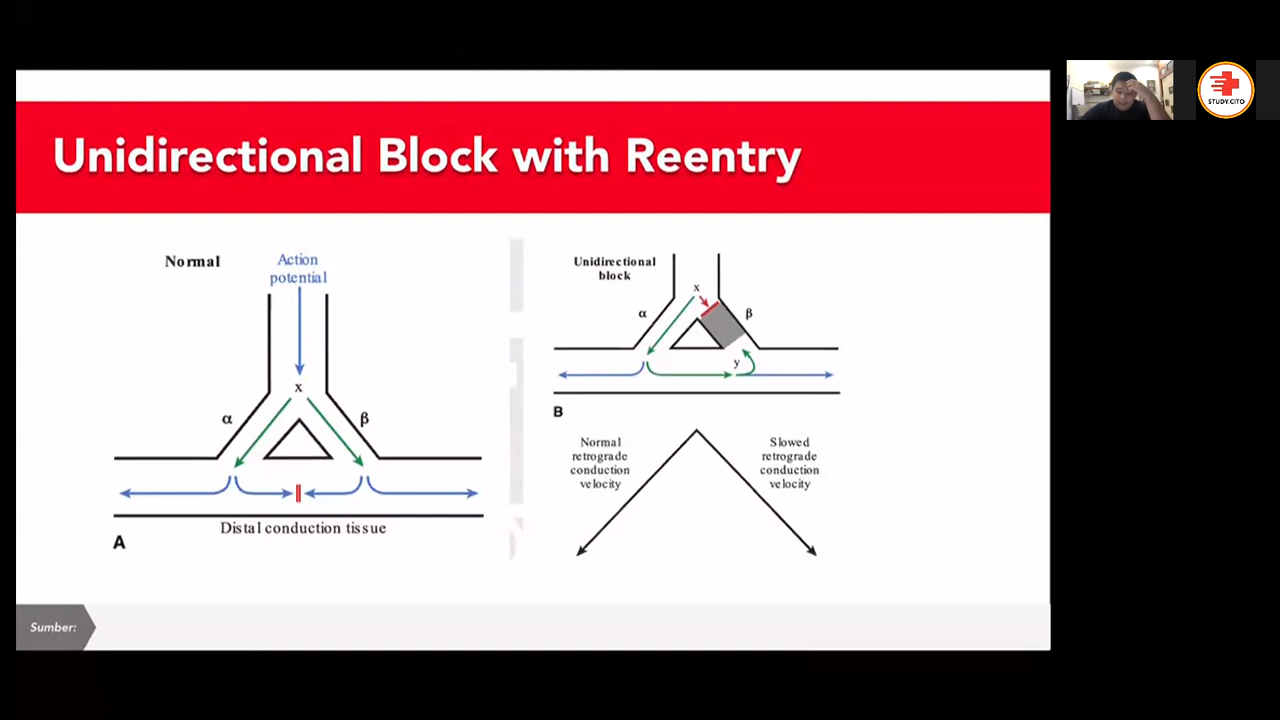 Unidirectional Block with Reentry
Normal
Action
potential
x
α
β
Distal conduction tissue
A
Unidirectional
block
x
α
β
y
B
Normal
retrograde
conduction
velocity
Slowed
retrograde
conduction
velocity
Sumber:
STUDY.CITO